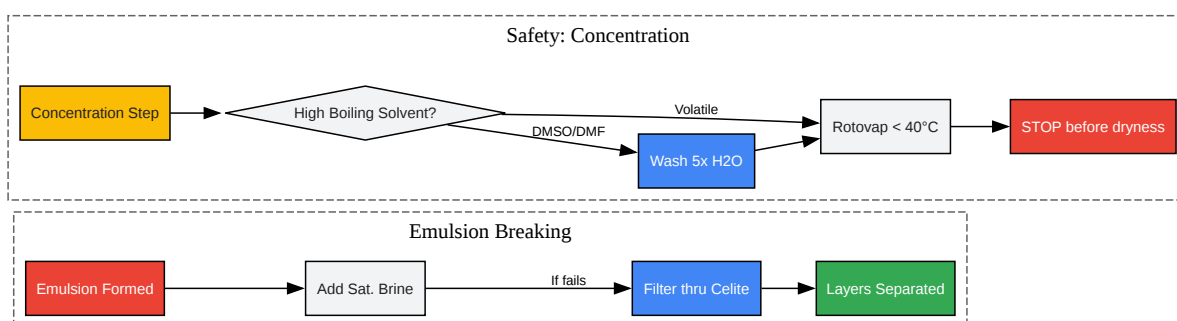 Safety: Concentration
Concentration Step
High Boiling Solvent?
Volatile
DMSO/DMF
Wash 5x H2O
Rotovap < 40°C
STOP before dryness
Emulsion Breaking
Emulsion Formed
Add Sat. Brine
If fails
Filter thru Celite
Layers Separated